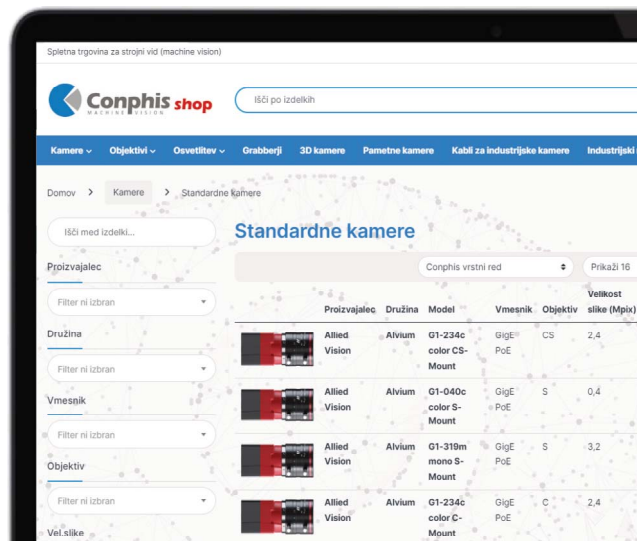 Spletna trgovina za strojni vid (machine vision)
Conphis shop
MACHINE VISION
Išči po izdelkih
Kamere Objektivi Osvetlitev Grabberji 3D kamere Pametne kamere Kabli za industrijske kamere Industrijski
Domov > Kamere > Standardne kamere
Išči med izdelki...
Proizvajalec
Filter ni izbran
Družina
Filter ni izbran
Vmesnik
Filter ni izbran
Objektiv
Filter ni izbran
Vel.slike
Standardne kamere
Conphis vrstni red Prikaži 16
Velikost
Proizvajalec Družina Model Vmesnik Objektiv slike (Mpix)
Allied Alvium G1-234c GigE CS 2,4
Vision color CS- PoE
Mount
Allied Alvium G1-040c GigE S 0,4
Vision color S- PoE
Mount
Allied Alvium G1-319m GigE S 3,2
Vision mono S- PoE
Mount
Allied Alvium G1-234c GigE C 2,4
Vision color C- PoE
Mount